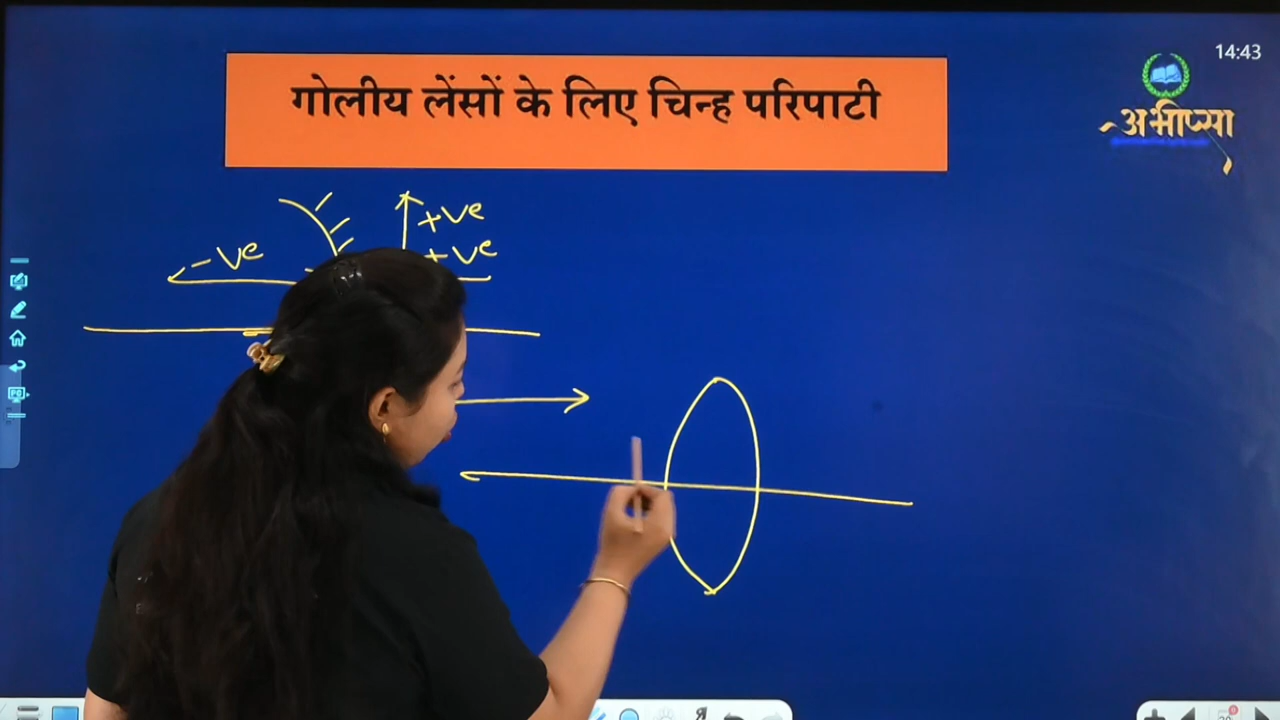 14:43
गोलीय लेंसों के लिए चिन्ह परिपाटी
अभीप्सा
+ve
-ve
+ve